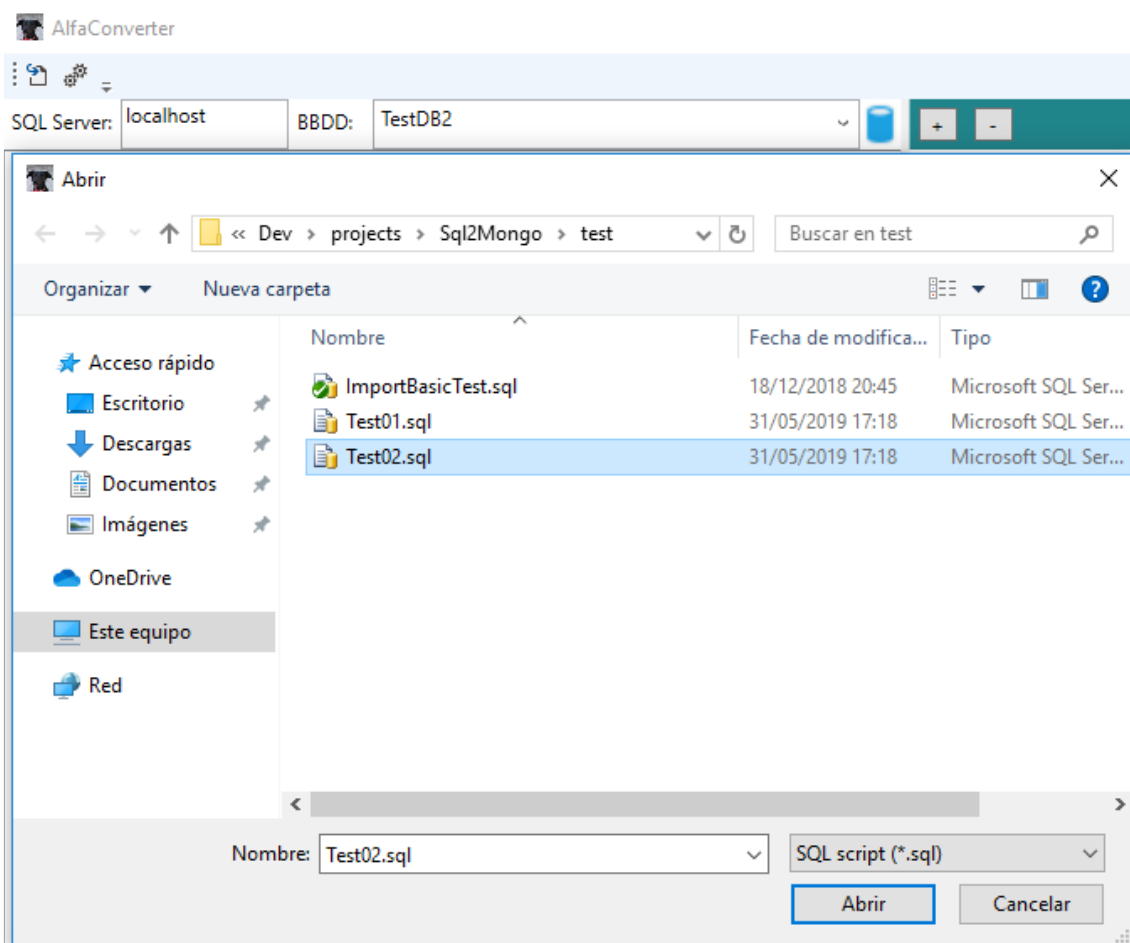 AlfaConverter
SQL Server: localhost BBDD: TestDB2 + -
Abrir
« Dev > projects > Sql2Mongo > test Buscar en test
Organizar Nueva carpeta ?
Nombre Fecha de modifica... Tipo
Acceso rápido
ImportBasicTest.sql 18/12/2018 20:45 Microsoft SQL Ser...
Escritorio
Test01.sql 31/05/2019 17:18 Microsoft SQL Ser...
Descargas
Test02.sql 31/05/2019 17:18 Microsoft SQL Ser...
Documentos
Imágenes
OneDrive
Este equipo
Red
Nombre: Test02.sql SQL script (*.sql)
Abrir Cancelar